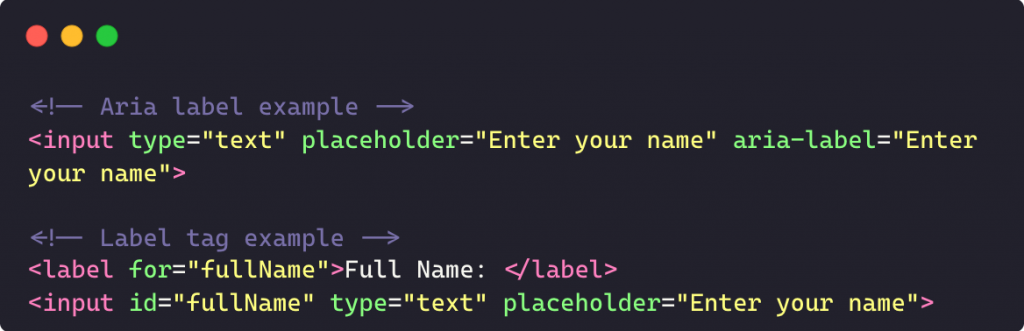 <!-- Aria label example -->
<input type="text" placeholder="Enter your name" aria-label="Enter
your name">
<!-- Label tag example -->
<label for="fullName">Full Name: </label>
<input id="fullName" type="text" placeholder="Enter your name">